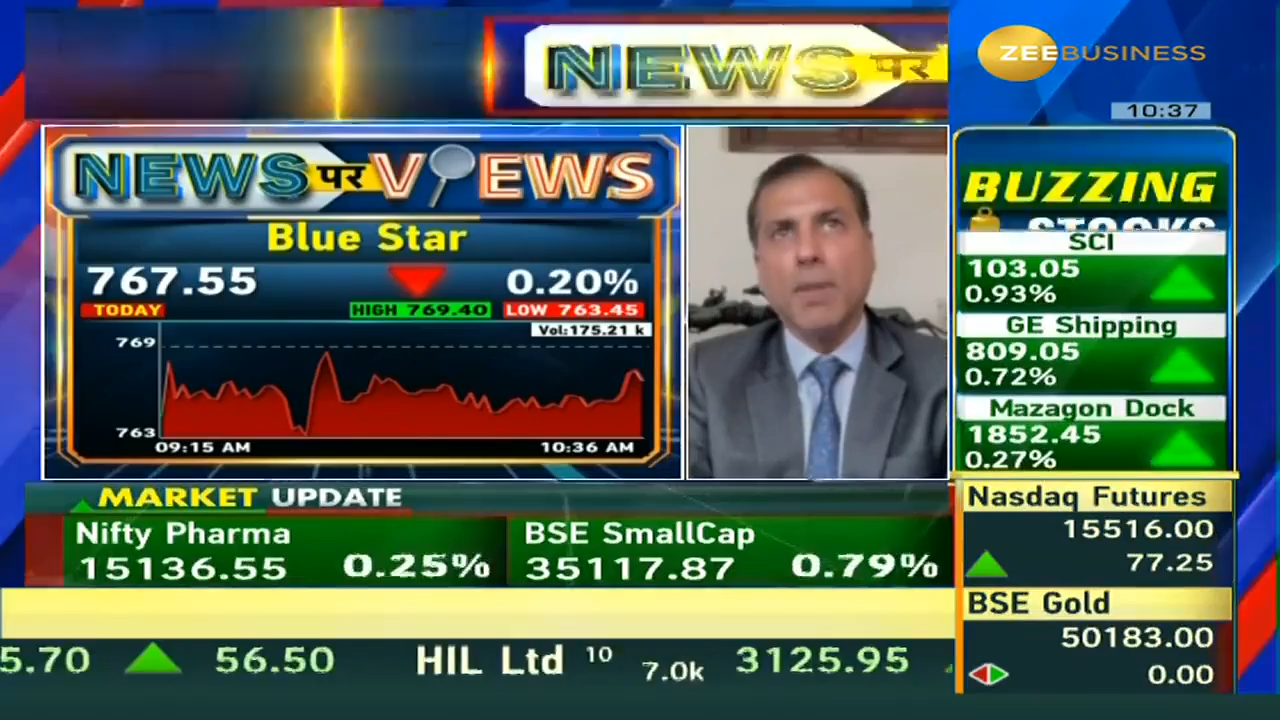 NEWS पर
ZEEBUSINESS
10:37
NEWS पर VIEWS
Blue Star
767.55 0.20%
TODAY HIGH 769.40 LOW 763.45
Vol:175.21 k
769
763
09:15 AM 10:36 AM
BUZZING
STOCKS
SCI
103.05
0.93%
GE Shipping
809.05
0.72%
Mazagon Dock
1852.45
0.27%
MARKET UPDATE
Nifty Pharma
15136.55 0.25%
BSE SmallCap
35117.87 0.79%
Nasdaq Futures
15516.00
77.25
BSE Gold
50183.00
0.00
5.70 56.50 HIL Ltd 10 7.0k 3125.95